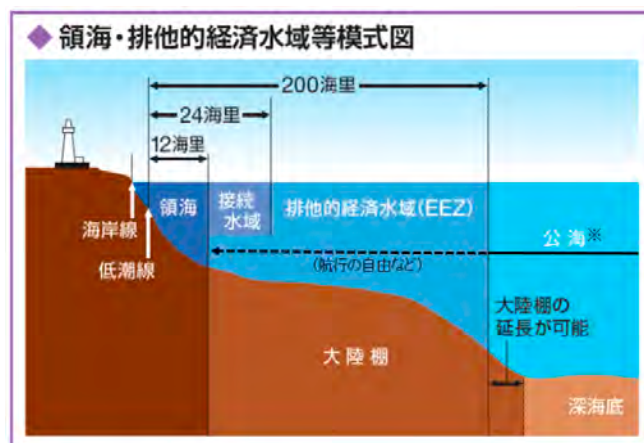 ◆ 領海・排他的経済水域等模式図
200海里
24海里
12海里
領海
接続
水域
排他的経済水域(EEZ)
公海※
海岸線
低潮線
(航行の自由など)
大陸棚の
延長が可能
大陸棚
深海底